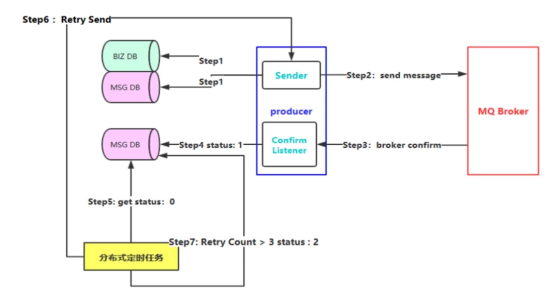 Step6： Retry Send
BIZ DB
Step1
MSG DB
Step1
Sender
Step2：send message
producer
MQ Broker
MSG DB
Step4 status: 1
Confirm
Listener
Step3：broker confirm
Step5: get status：0
Step7: Retry Count > 3 status : 2
分布式定时任务